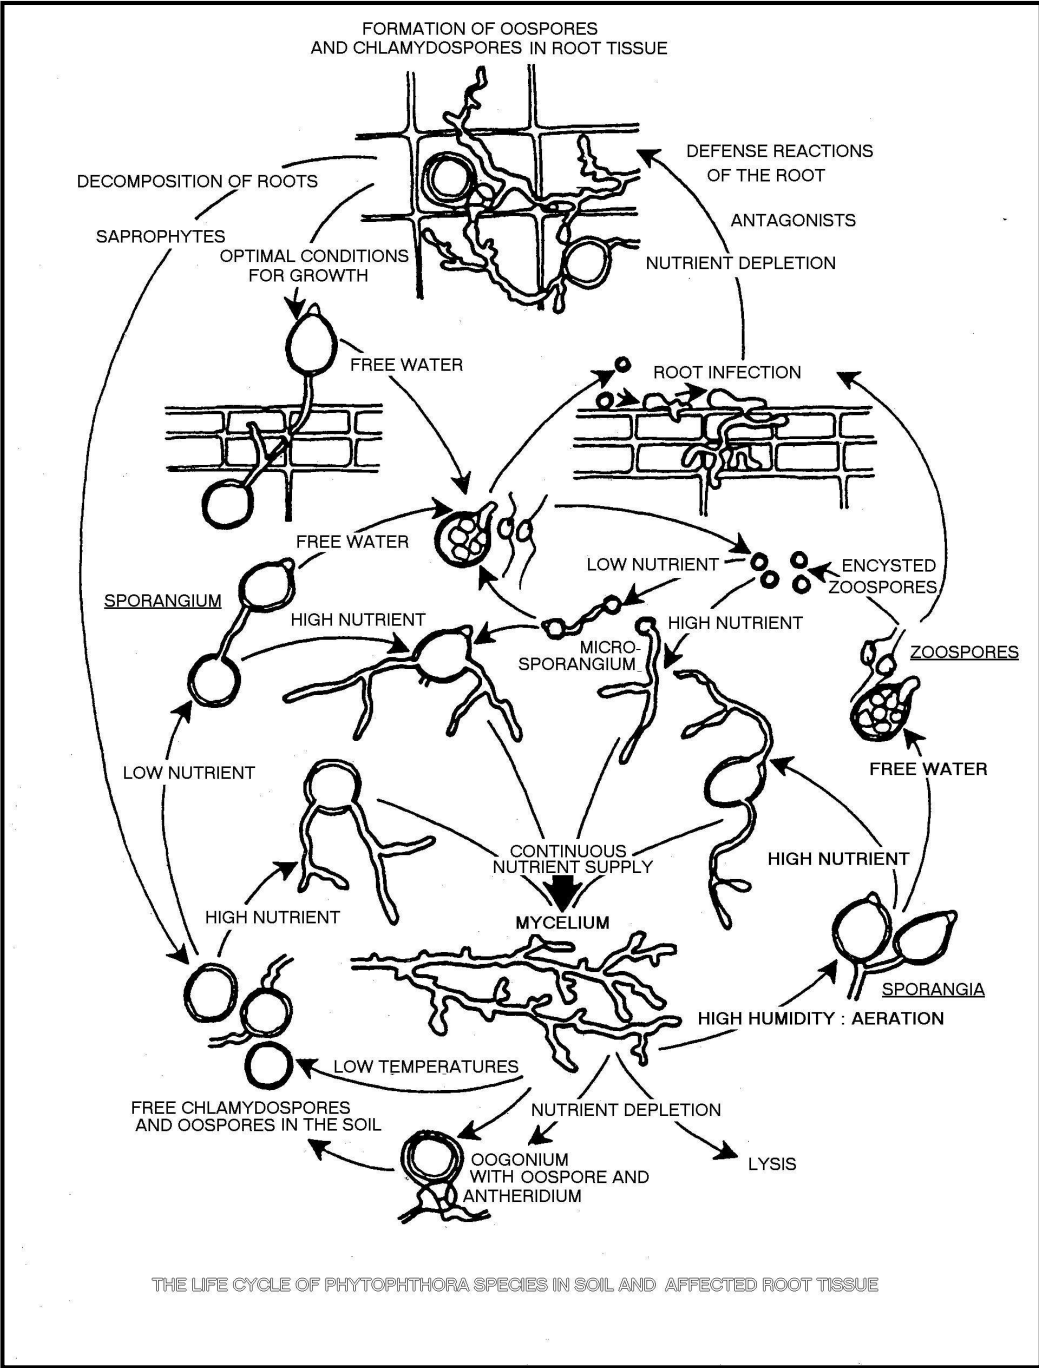 FORMATION OF OOSPORES
AND CHLAMYDOSPORES IN ROOT TISSUE
DEFENSE REACTIONS
OF THE ROOT
DECOMPOSITION OF ROOTS
ANTAGONISTS
SAPROPHYTES
OPTIMAL CONDITIONS
FOR GROWTH
NUTRIENT DEPLETION
FREE WATER
ROOT INFECTION
FREE WATER
LOW NUTRIENT
ENCYSTED
ZOOSPORES
SPORANGIUM
HIGH NUTRIENT
HIGH NUTRIENT
MICRO-
SPORANGIUM
ZOOSPORES
LOW NUTRIENT
FREE WATER
CONTINUOUS
NUTRIENT SUPPLY
HIGH NUTRIENT
HIGH NUTRIENT
MYCELIUM
SPORANGIA
HIGH HUMIDITY : AERATION
LOW TEMPERATURES
FREE CHLAMYDOSPORES
AND OOSPORES IN THE SOIL
NUTRIENT DEPLETION
OOGONIUM
WITH OOSPORE AND
ANTHERIDIUM
LYSIS
THE LIFE CYCLE OF PHYTOPHTHORA SPECIES IN SOIL AND AFFECTED ROOT TISSUE